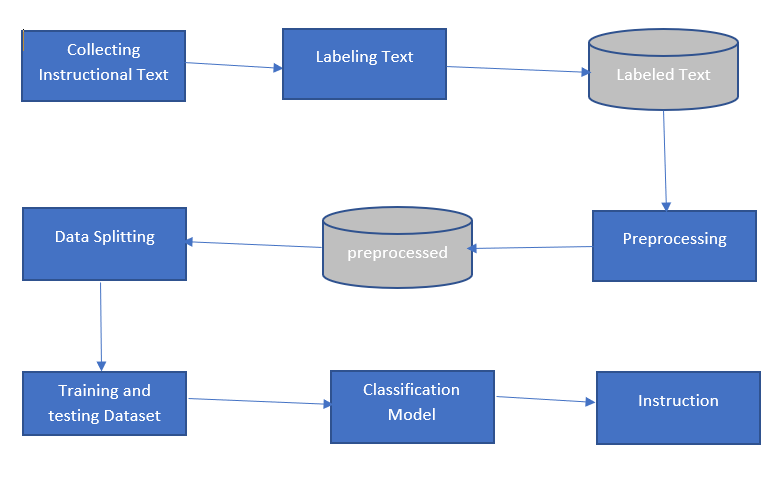 Collecting
Instructional Text
Labeling Text
Labeled Text
Data Splitting
preprocessed
Preprocessing
Training and
testing Dataset
Classification
Model
Instruction